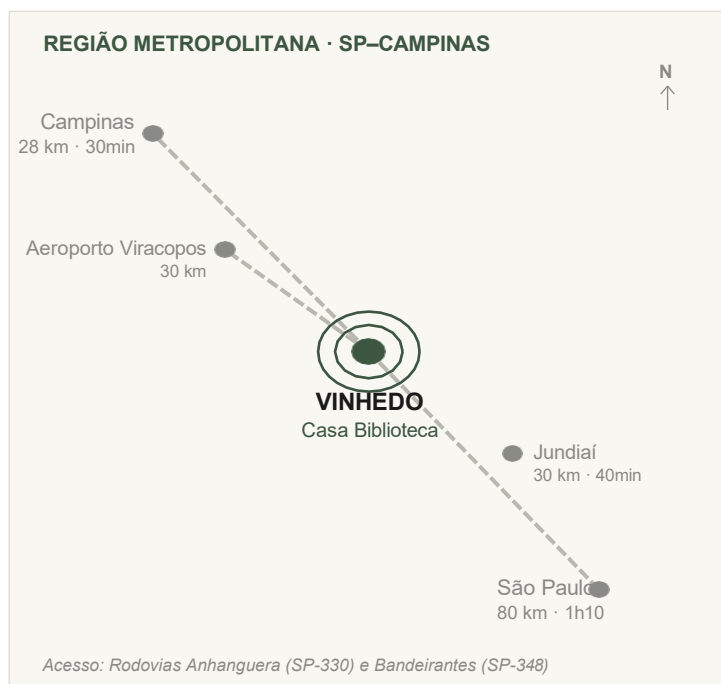 REGIÃO METROPOLITANA · SP–CAMPINAS
N
Campinas
28 km · 30min
Aeroporto Viracopos
30 km
VINHEDO
Casa Biblioteca
Jundiaí
30 km · 40min
São Paulo
80 km · 1h10
Acesso: Rodovias Anhanguera (SP-330) e Bandeirantes (SP-348)